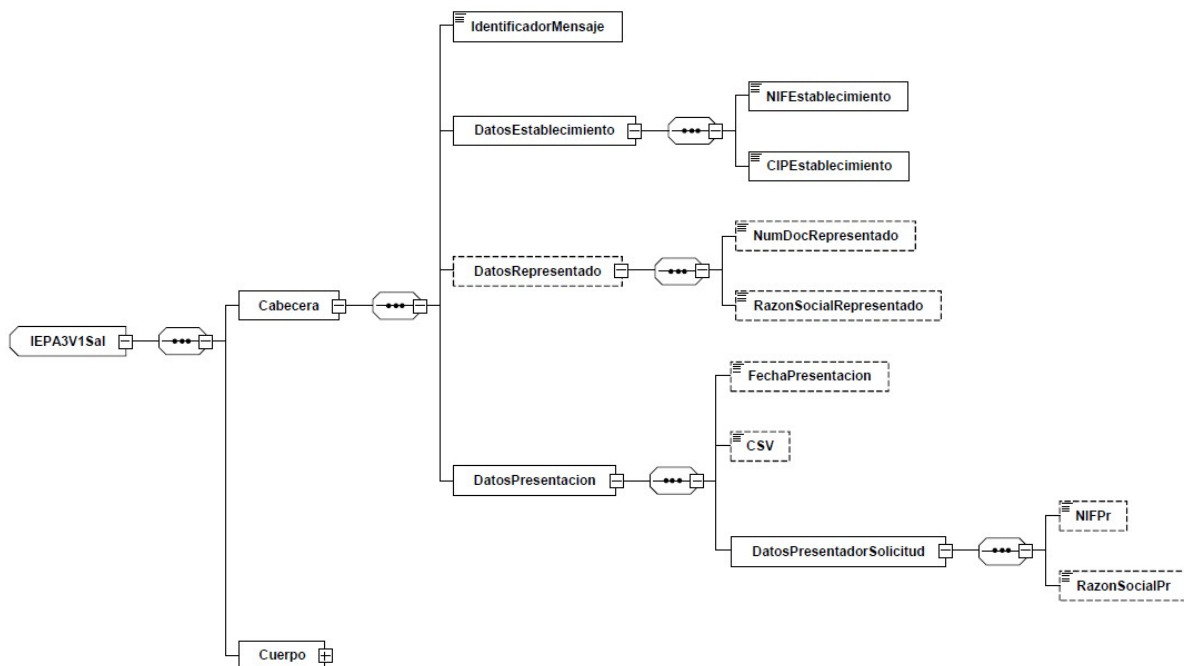 IdentificadorMensaje
NIFEstablecimiento
DatosEstablecimiento
CIPEstablecimiento
NumDocRepresentado
DatosRepresentado
RazonSocialRepresentado
Cabecera
IEPA3V1Sal
FechaPresentacion
CSV
DatosPresentacion
NIFPr
DatosPresentadorSolicitud
RazonSocialPr
Cuerpo